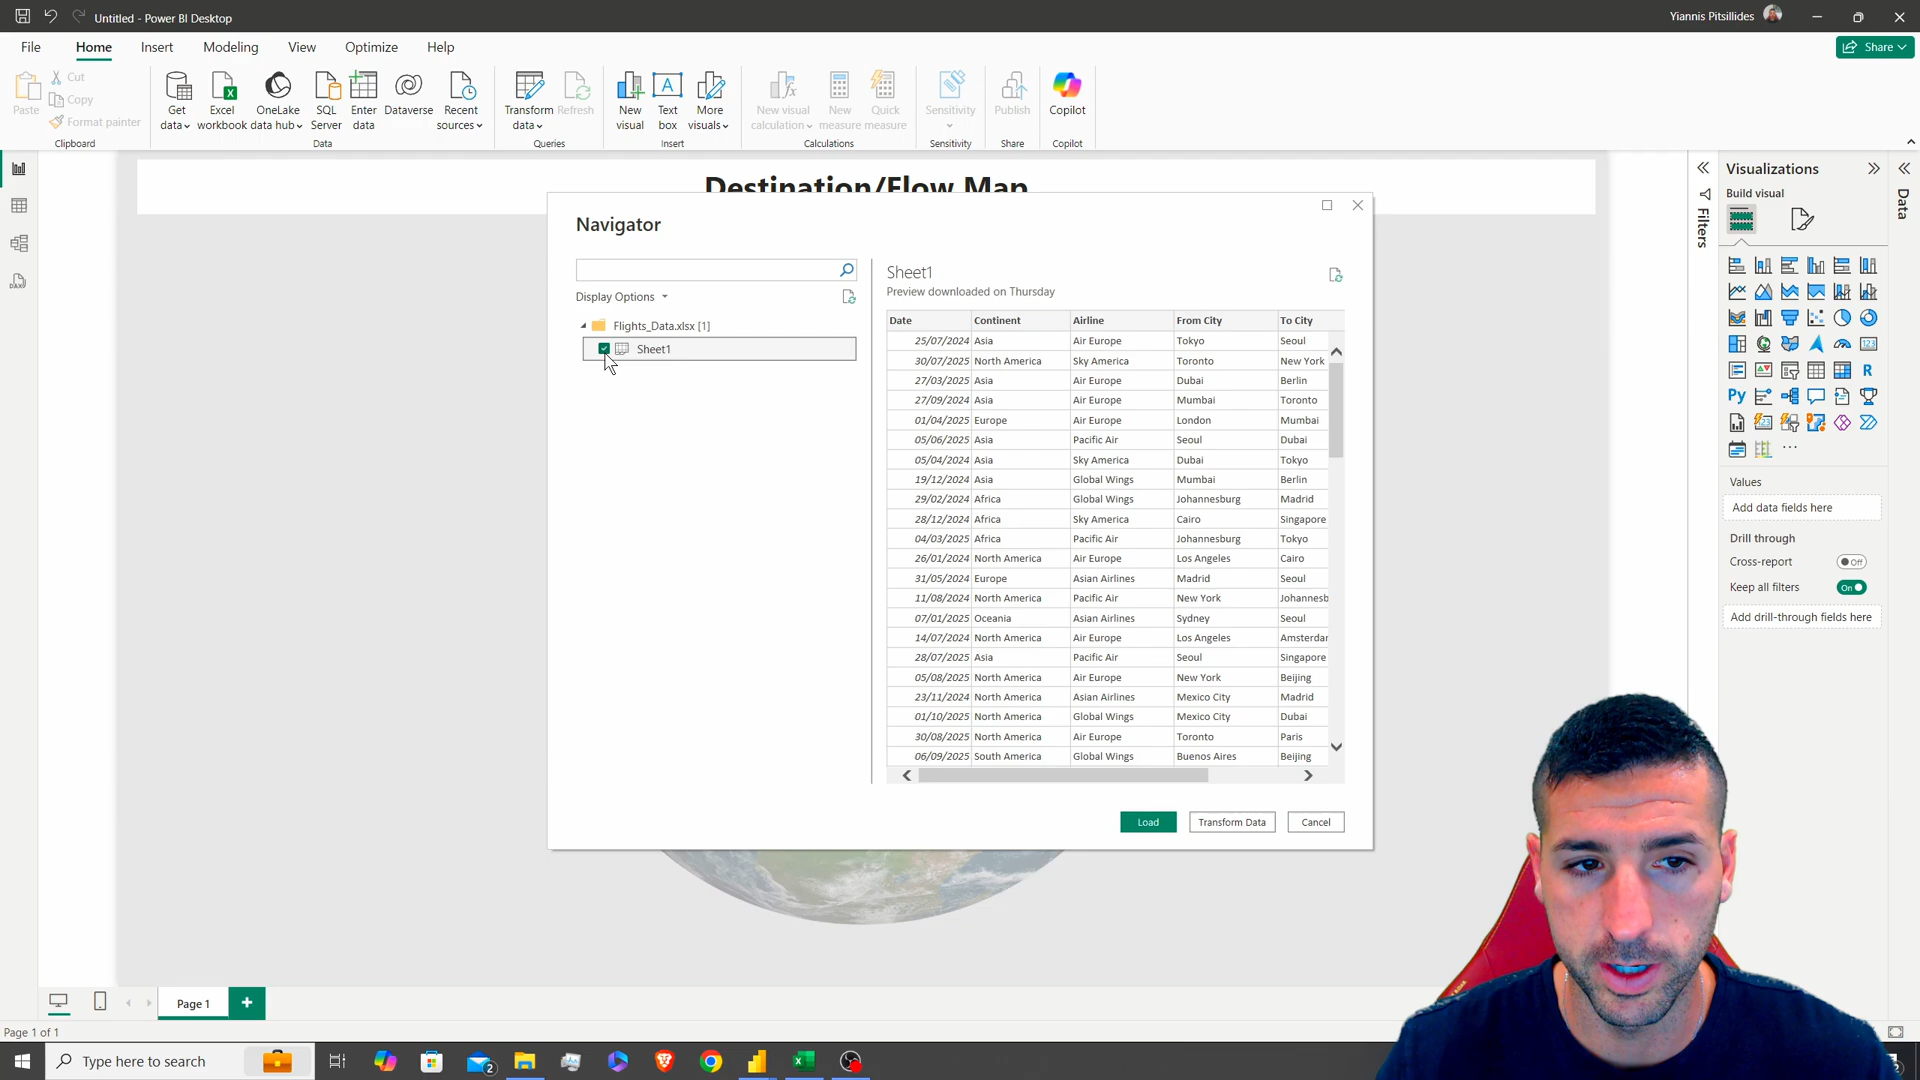 Untitled - Power BI Desktop
Yiannis Pitsillides
File
Home
Insert
Modeling
View
Optimize
Help
Share
Paste
Cut
Copy
Format painter
Clipboard
Get data
Excel workbook
OneLake data hub
SQL Server
Enter data
Dataverse
Recent sources
Data
Transform data
Refresh
Queries
New visual
Text box
More visuals
Insert
New visual calculation
New measure
Quick measure
Calculations
Sensitivity
Sensitivity
Publish
Share
Copilot
Copilot
Destination/Flow Map
Navigator
Display Options
Flights_Data.xlsx [1]
Sheet1
Sheet1
Preview downloaded on Thursday
Date Continent Airline From City To City
25/07/2024 Asia Air Europe Tokyo Seoul
30/07/2025 North America Sky America Toronto New York
27/03/2025 Asia Air Europe Dubai Berlin
27/09/2024 Asia Air Europe Mumbai Toronto
01/04/2025 Europe Air Europe London Mumbai
05/06/2025 Asia Pacific Air Seoul Dubai
05/04/2024 Asia Sky America Dubai Tokyo
19/12/2024 Asia Global Wings Mumbai Berlin
29/02/2024 Africa Global Wings Johannesburg Madrid
28/12/2024 Africa Sky America Cairo Singapore
04/03/2025 Africa Pacific Air Johannesburg Tokyo
26/01/2024 North America Air Europe Los Angeles Cairo
31/05/2024 Europe Asian Airlines Madrid Seoul
11/08/2024 North America Pacific Air New York Johannesb
07/01/2025 Oceania Asian Airlines Sydney Seoul
14/07/2024 North America Air Europe Los Angeles Amsterdar
28/07/2025 Asia Pacific Air Seoul Singapore
05/08/2025 North America Air Europe New York Beijing
23/11/2024 North America Asian Airlines Mexico City Madrid
01/10/2025 North America Global Wings Mexico City Dubai
30/08/2025 North America Air Europe Toronto Paris
06/09/2025 South America Global Wings Buenos Aires Beijing
Load
Transform Data
Cancel
Filters
Visualizations
Build visual
Data
Values
Add data fields here
Drill through
Cross-report
Off
Keep all filters
On
Add drill-through fields here
Page 1
Page 1 of 1
Type here to search